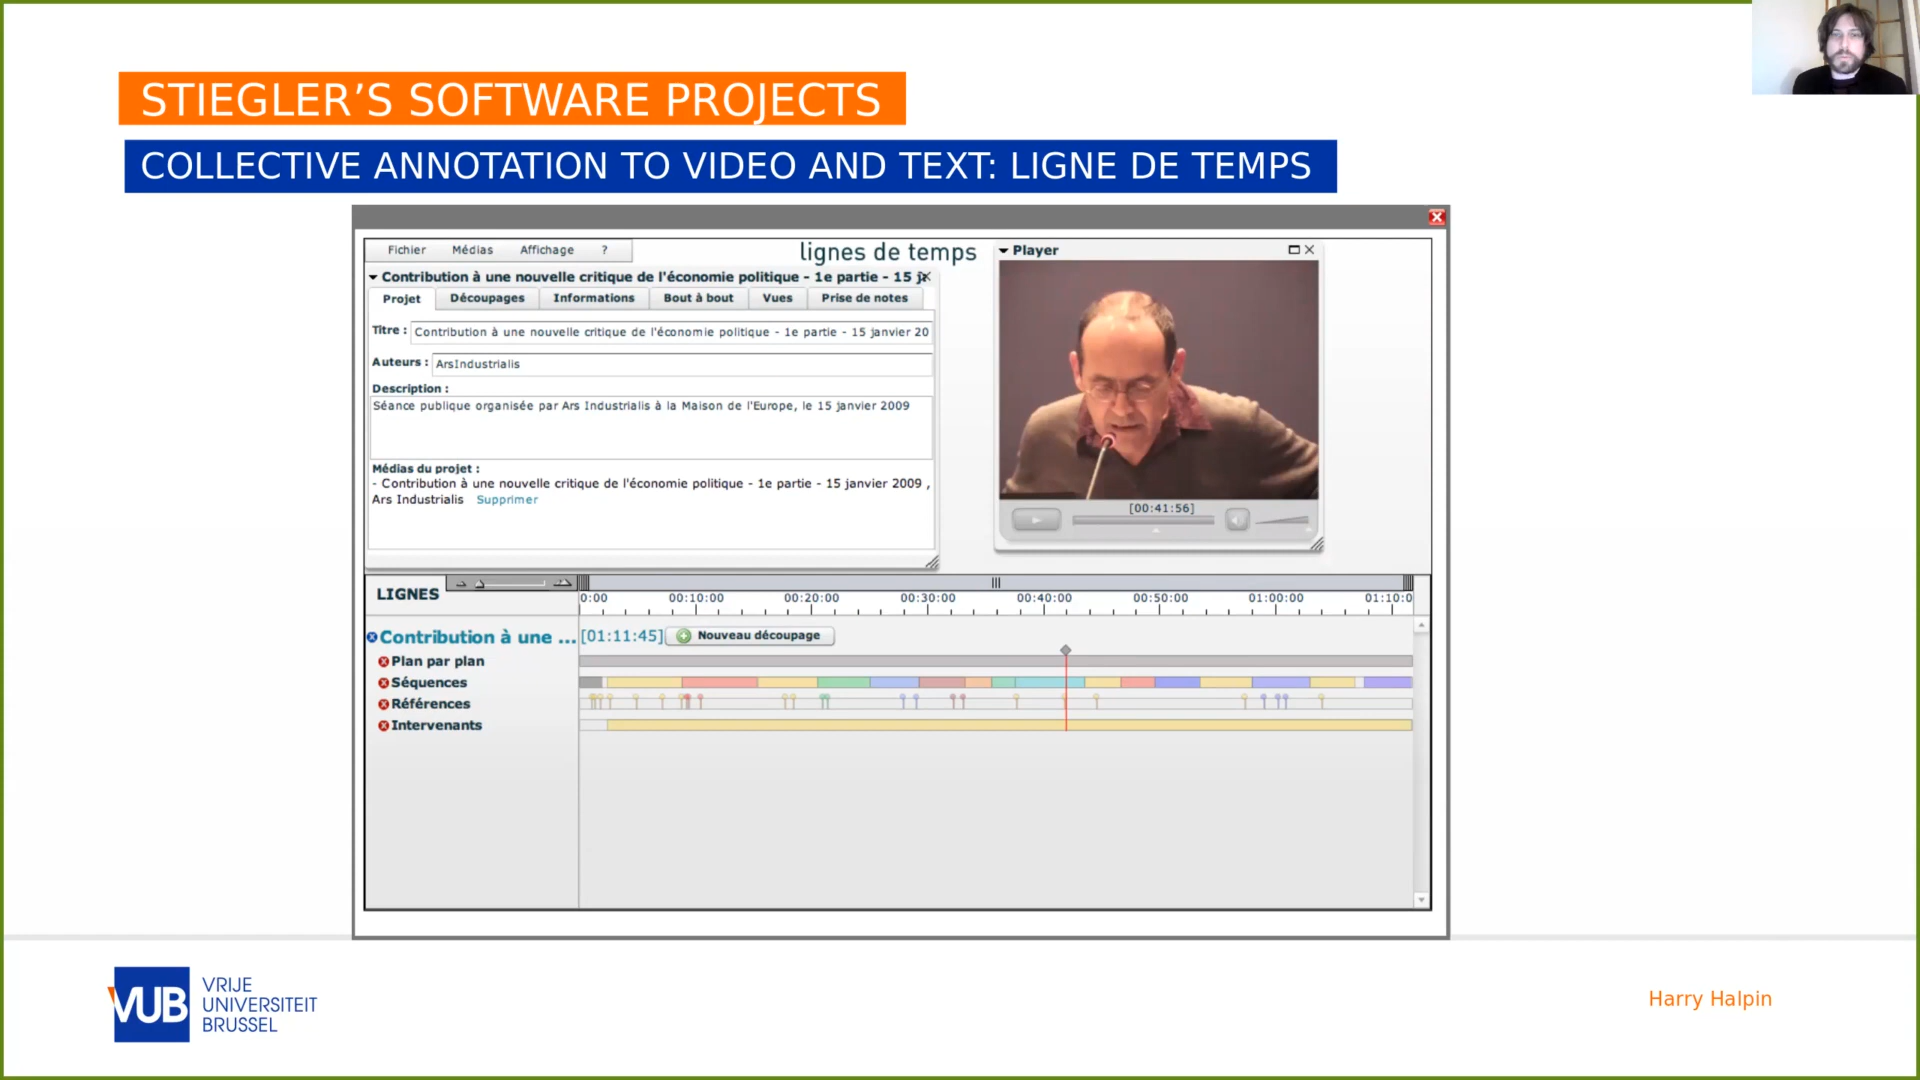 STIEGLER’S SOFTWARE PROJECTS
COLLECTIVE ANNOTATION TO VIDEO AND TEXT: LIGNE DE TEMPS
Fichier Médias Affichage ?
lignes de temps
Player
Contribution à une nouvelle critique de l'économie politique - 1e partie - 15
Projet Découpages Informations Bout à bout Vues Prise de notes
Titre : Contribution à une nouvelle critique de l'économie politique - 1e partie - 15 janvier 20
Auteurs : ArsIndustrialis
Description :
Séance publique organisée par Ars Industrialis à la Maison de l'Europe, le 15 janvier 2009
Médias du projet :
- Contribution à une nouvelle critique de l'économie politique - 1e partie - 15 janvier 2009 ,
Ars Industrialis Supprimer
[00:41:56]
LIGNES
0:00 00:10:00 00:20:00 00:30:00 00:40:00 00:50:00 01:00:00 01:10:0
Contribution à une ... [01:11:45] Nouveau découpage
Plan par plan
Séquences
Références
Intervenants
VUB
VRIJE
UNIVERSITEIT
BRUSSEL
Harry Halpin